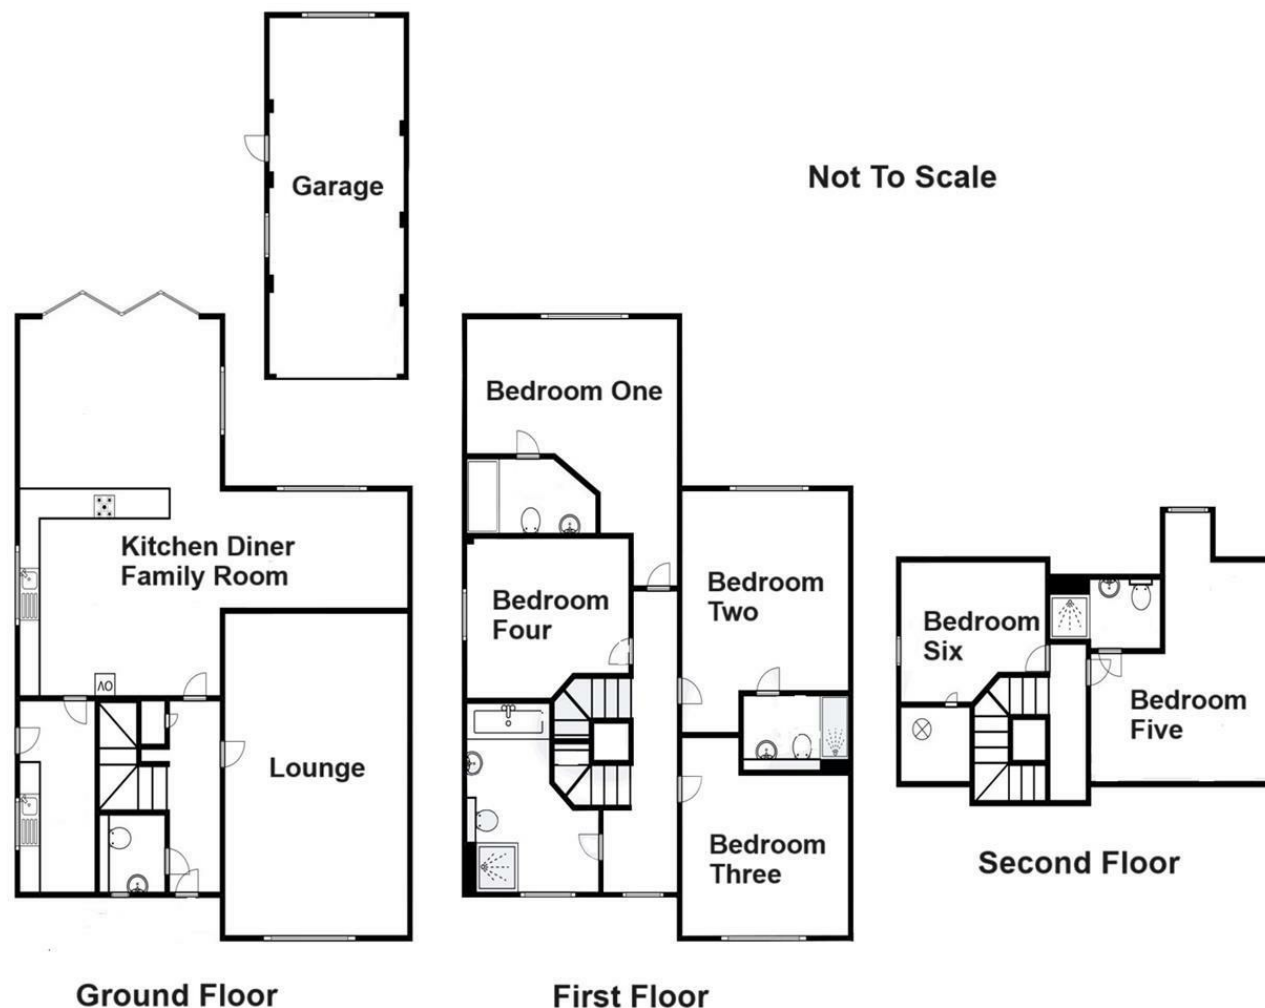 Garage
Not To Scale
Kitchen Diner
Family Room
OV
Lounge
Ground Floor
Bedroom One
Bedroom
Four
Bedroom
Two
Bedroom
Three
First Floor
Bedroom
Six
Bedroom
Five
Second Floor